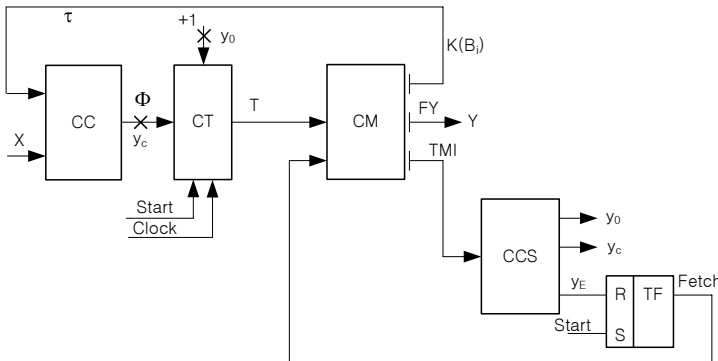 τ
+1
y0
K(Bi)
CC
Φ
yc
CT
T
CM
FY
Y
X
TMI
Start
Clock
CCS
y0
yc
yE
R
TF
Fetch
Start
S